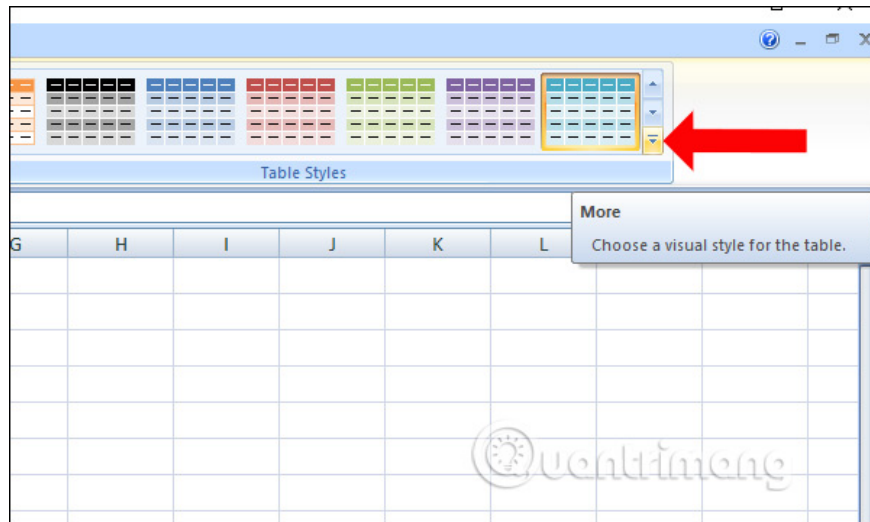 Table Styles
More
Choose a visual style for the table.
G H I J K L
Quantrimang